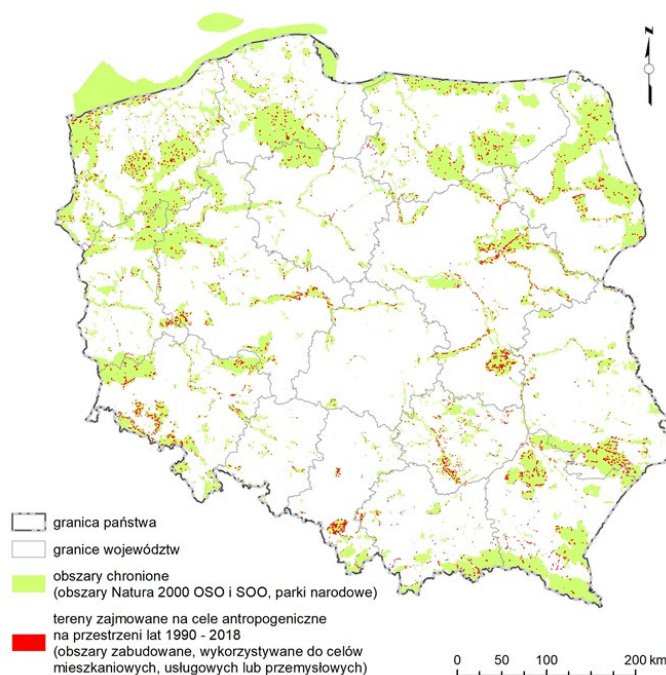 N
granica państwa
granice województw
obszary chronione
(obszary Natura 2000 OSO i SOO, parki narodowe)
tereny zajmowane na cele antropogeniczne
na przestrzeni lat 1990 - 2018
(obszary zabudowane, wykorzystywane do celów
mieszkaniowych, usługowych lub przemysłowych)
0 50 100 200 km